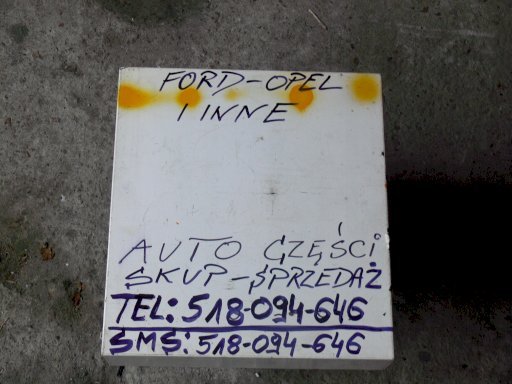 FORD-OPEL
I INNE
AUTO CZĘŚCI
SKUP-SPRZEDAŻ
TEL: 518-094-646
SMS: 518-094-646